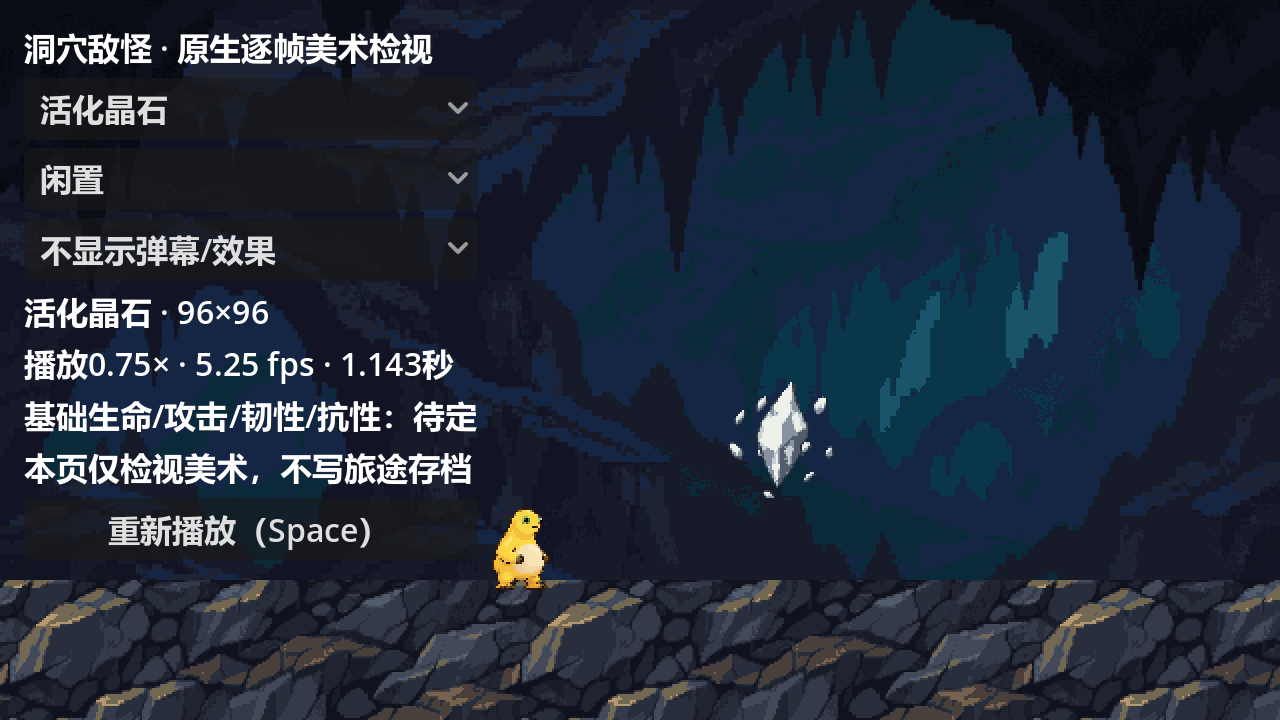 洞穴敌怪 · 原生逐帧美术检视
活化晶石
闲置
不显示弹幕/效果
活化晶石 · 96×96
播放0.75× · 5.25 fps · 1.143秒
基础生命/攻击/韧性/抗性：待定
本页仅检视美术，不写旅途存档
重新播放（Space）